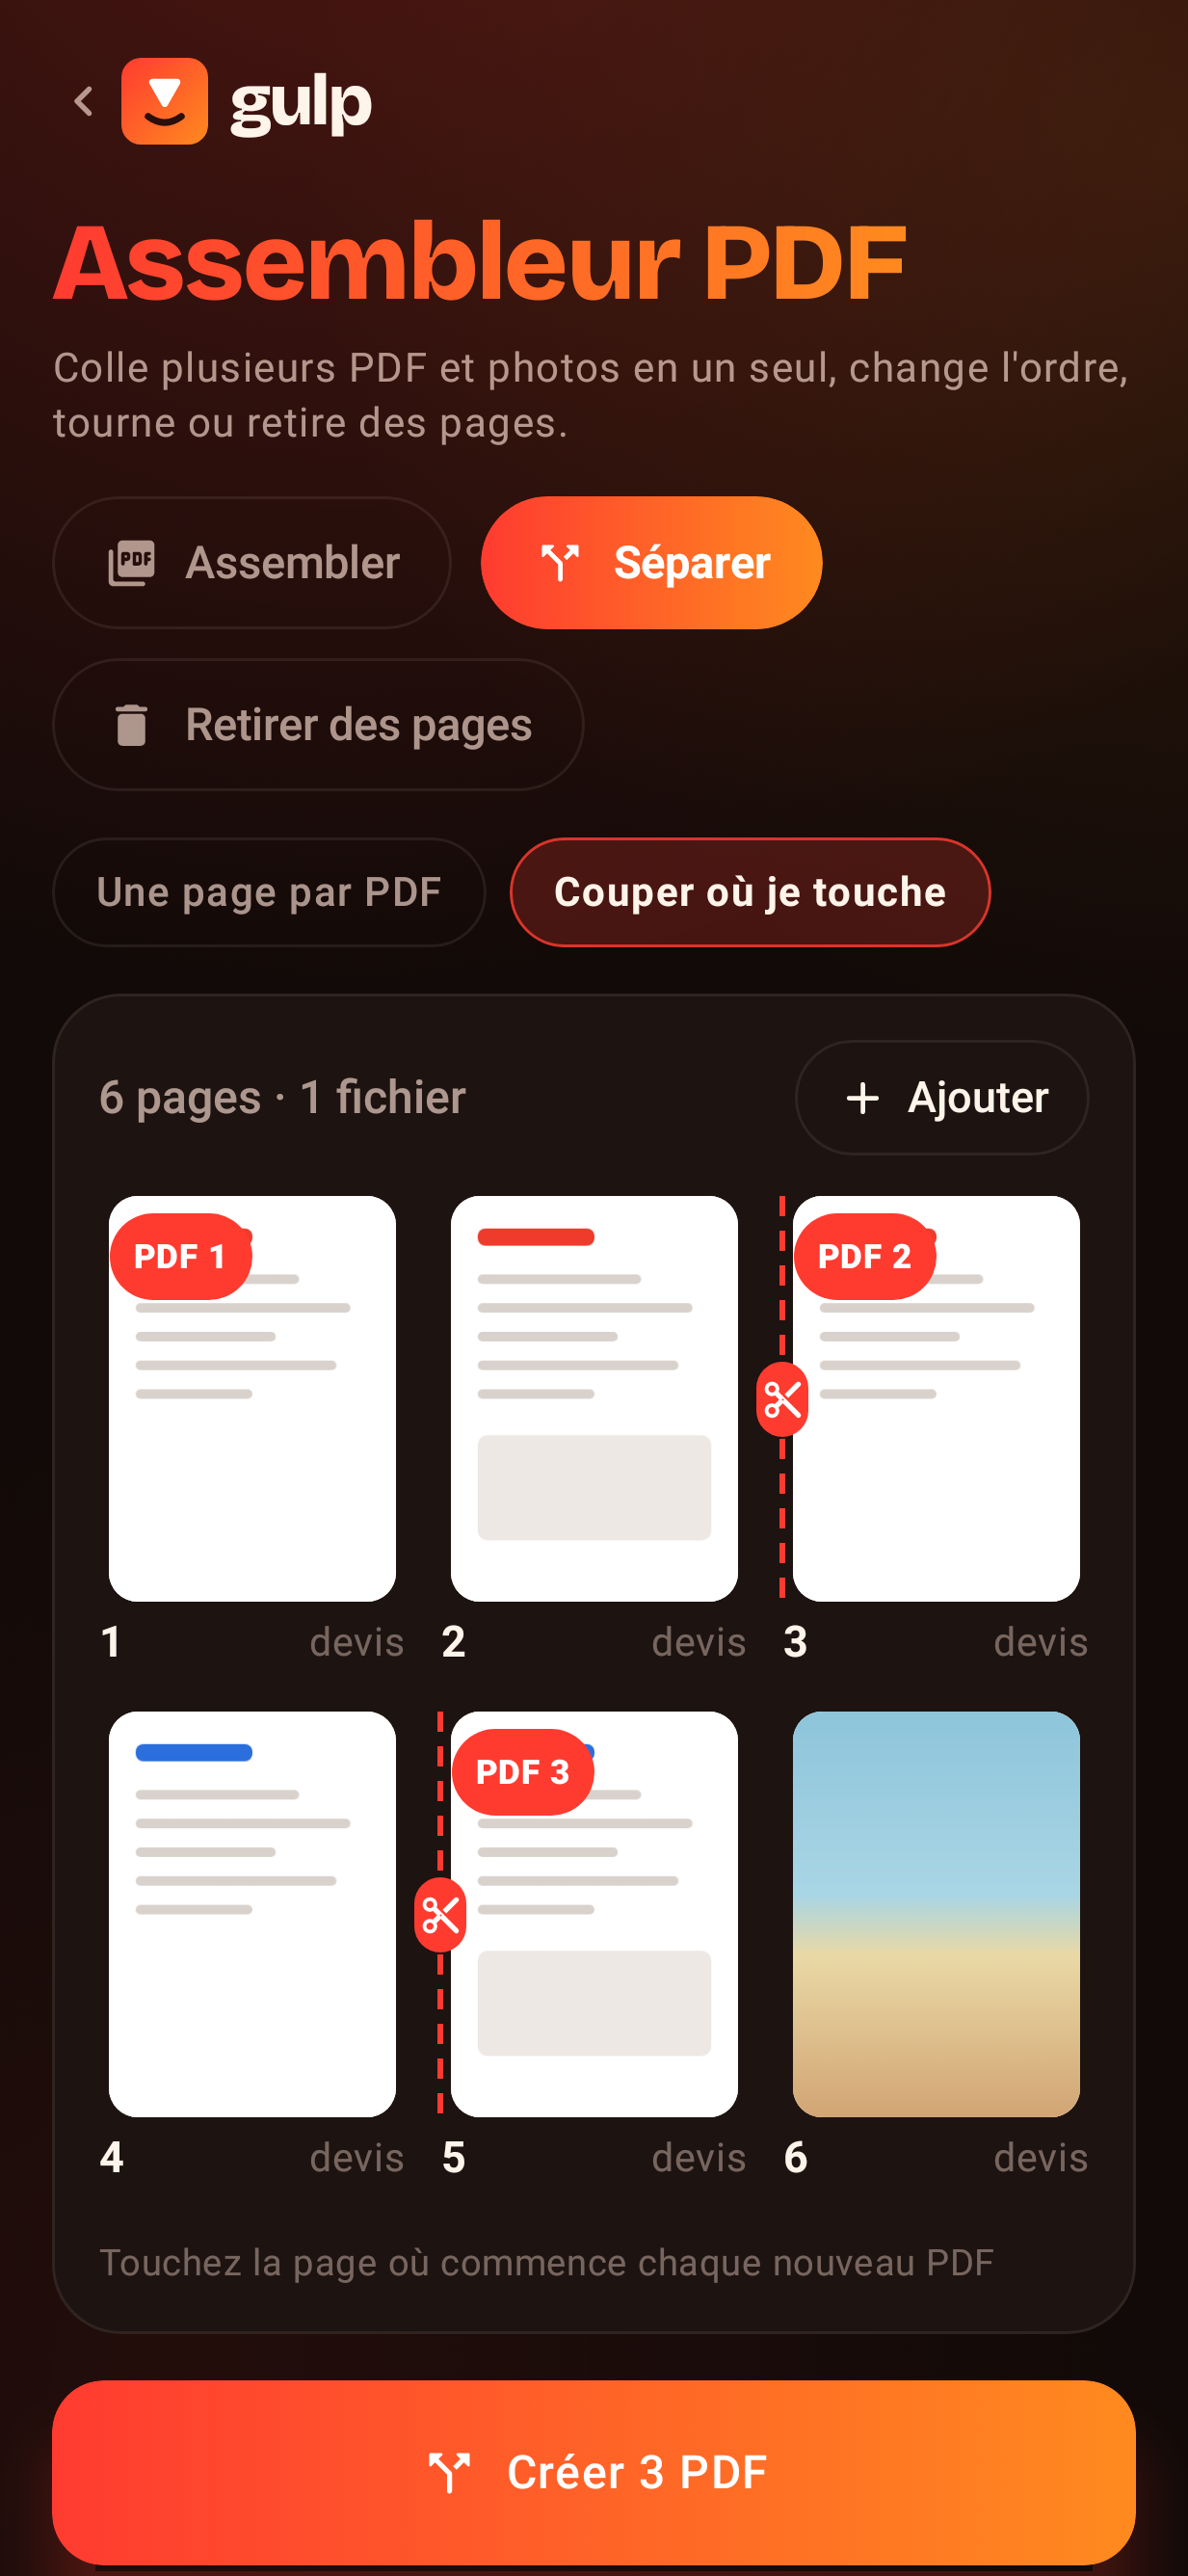 gulp
Assembleur PDF
Colle plusieurs PDF et photos en un seul, change l'ordre,
tourne ou retire des pages.
PDF Assembler
Séparer
Retirer des pages
Une page par PDF
Couper où je touche
6 pages · 1 fichier
Ajouter
PDF 1
PDF 2
1 devis
2 devis
3 devis
PDF 3
4 devis
5 devis
6 devis
Touchez la page où commence chaque nouveau PDF
Créer 3 PDF